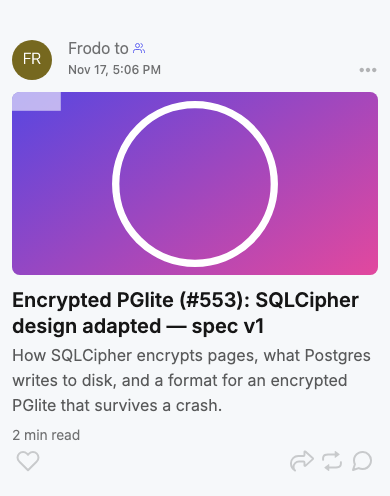 FR
Frodo to
Nov 17, 5:06 PM
Encrypted PGlite (#553): SQLCipher
design adapted — spec v1
How SQLCipher encrypts pages, what Postgres
writes to disk, and a format for an encrypted
PGlite that survives a crash.
2 min read